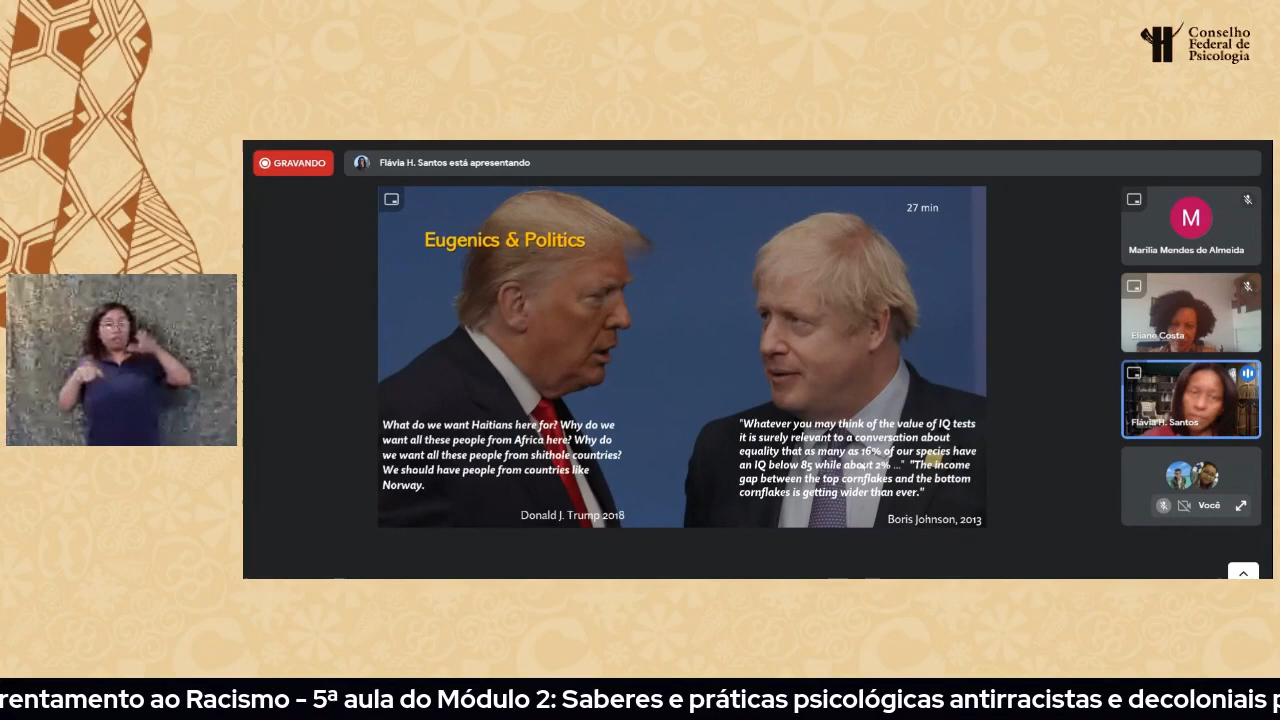 Conselho
Federal de
Psicologia
GRAVANDO
Flávia H. Santos está apresentando
27 min
Eugenics & Politics
What do we want Haitians here for? Why do we
want all these people from Africa here? Why do
we want all these people from shithole countries?
We should have people from countries like
Norway.
Donald J. Trump 2018
"Whatever you may think of the value of IQ tests
it is surely relevant to a conversation about
equality that as many as 16% of our species have
an IQ below 85 while about 2% ..." "The income
gap between the top cornflakes and the bottom
cornflakes is getting wider than ever."
Boris Johnson, 2013
M
Marília Mendes de Almeida
Eliane Costa
Flávia H. Santos
Você
rentamento ao Racismo - 5ª aula do Módulo 2: Saberes e práticas psicológicas antirracistas e decoloniais p